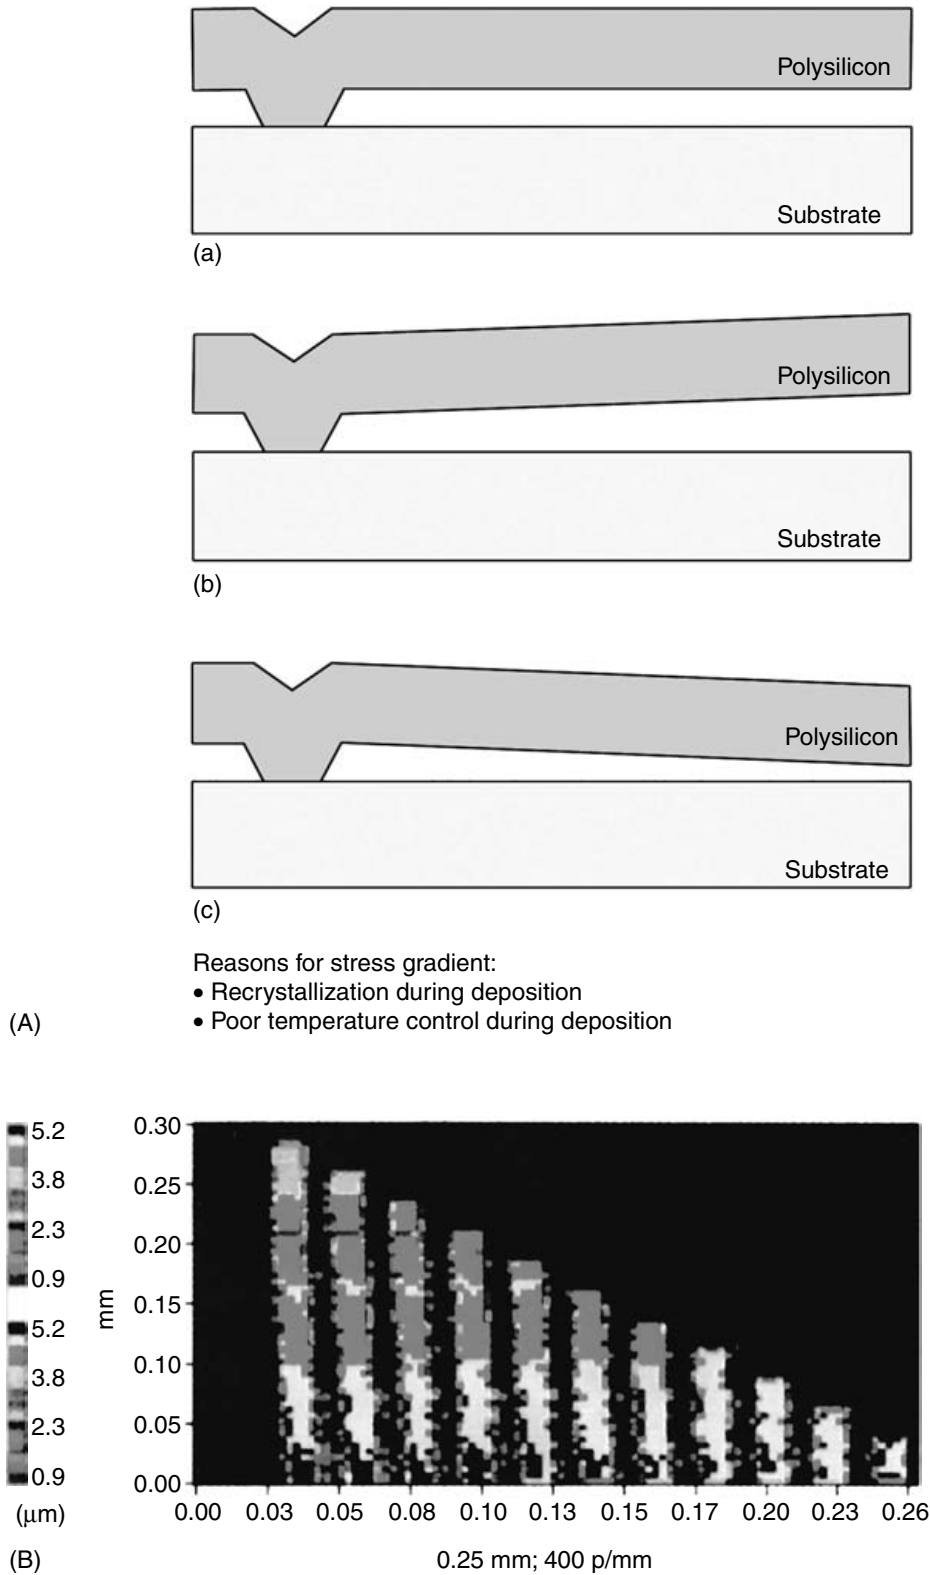 Polysilicon
Substrate
(a)
Polysilicon
Substrate
(b)
Polysilicon
Substrate
(c)
Reasons for stress gradient:
• Recrystallization during deposition
• Poor temperature control during deposition
(A)
5.2
3.8
2.3
0.9
5.2
3.8
2.3
0.9
(μm)
mm
0.30
0.25
0.20
0.15
0.10
0.05
0.00
0.00 0.03 0.05 0.08 0.10 0.13 0.15 0.17 0.20 0.23 0.26
0.25 mm; 400 p/mm
(B)